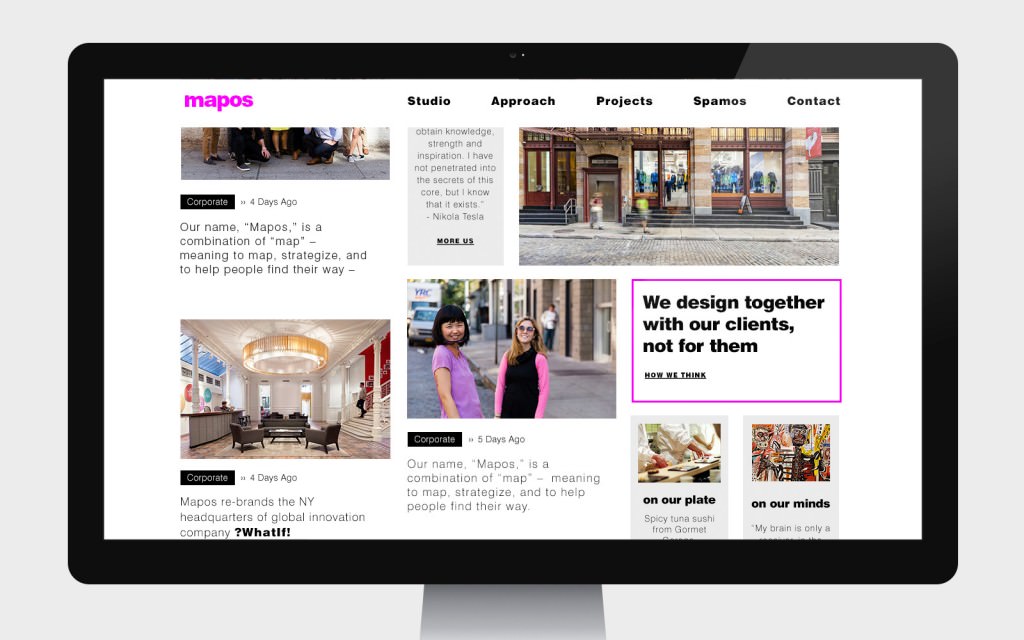 mapos
Studio
Approach
Projects
Spamos
Contact
Corporate ›› 4 Days Ago
Our name, “Mapos,” is a
combination of “map” –
meaning to map, strategize, and
to help people find their way –
Corporate ›› 4 Days Ago
Mapos re-brands the NY
headquarters of global innovation
company ?WhatIf!
obtain knowledge,
strength and
inspiration. I have
not penetrated into
the secrets of this
core, but I know
that it exists.”
- Nikola Tesla
MORE US
YRC
Corporate ›› 5 Days Ago
Our name, “Mapos,” is a
combination of “map” – meaning
to map, strategize, and to help
people find their way.
We design together
with our clients,
not for them
HOW WE THINK
on our plate
Spicy tuna sushi
from Gormet
on our minds
“My brain is only a